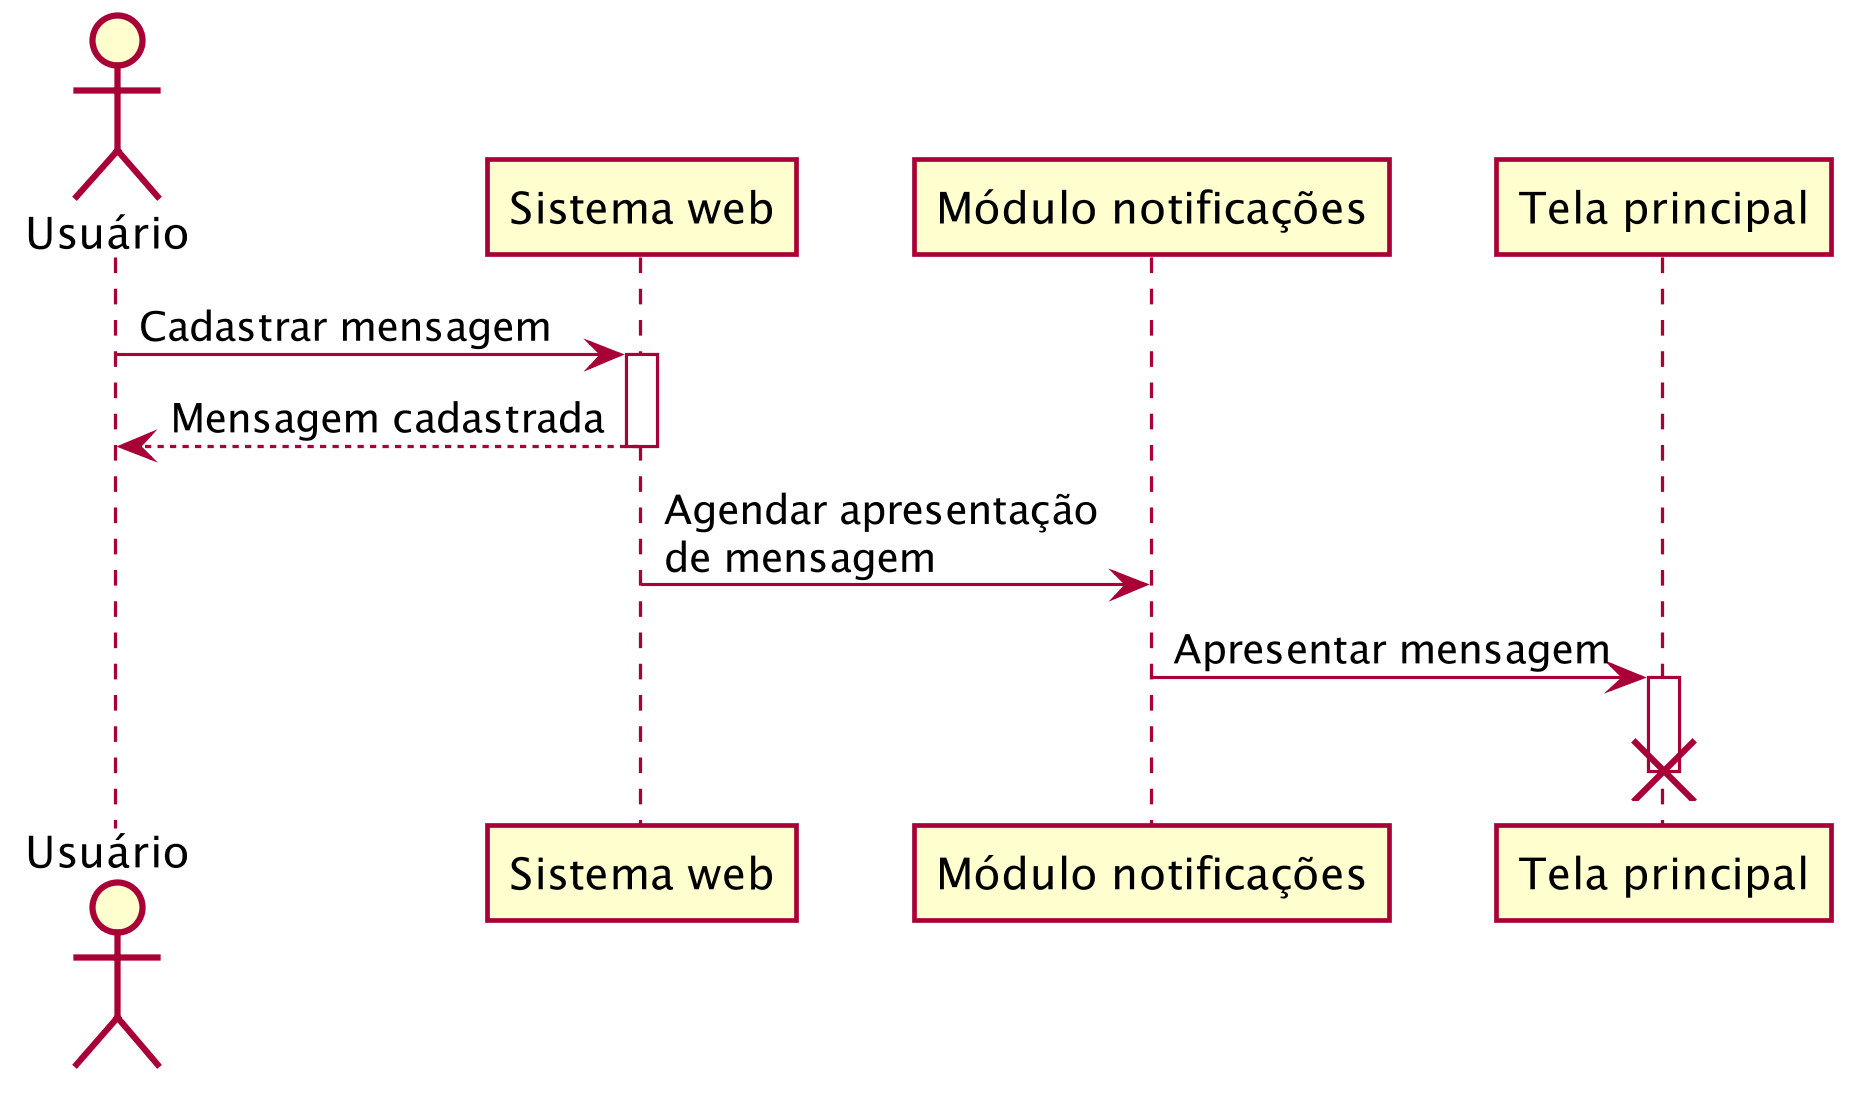 Usuário
Sistema web
Módulo notificações
Tela principal
Cadastrar mensagem
Mensagem cadastrada
Agendar apresentação
de mensagem
Apresentar mensagem
Usuário
Sistema web
Módulo notificações
Tela principal